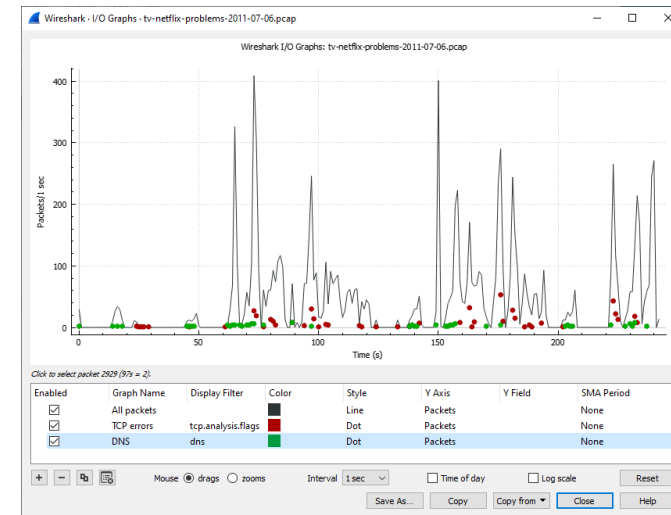 Wireshark · I/O Graphs · tv-netflix-problems-2011-07-06.pcap
Wireshark I/O Graphs: tv-netflix-problems-2011-07-06.pcap
400
300
200
100
0
Packets/1 sec
0 50 100 150 200
Time (s)
Click to select packet 2929 (97s = 2).
Enabled Graph Name Display Filter Color Style Y Axis Y Field SMA Period
All packets Line Packets None
TCP errors tcp.analysis.flags Dot Packets None
DNS dns Dot Packets None
+ − Mouse drags zooms Interval 1 sec Time of day Log scale Reset
Save As... Copy Copy from Close Help